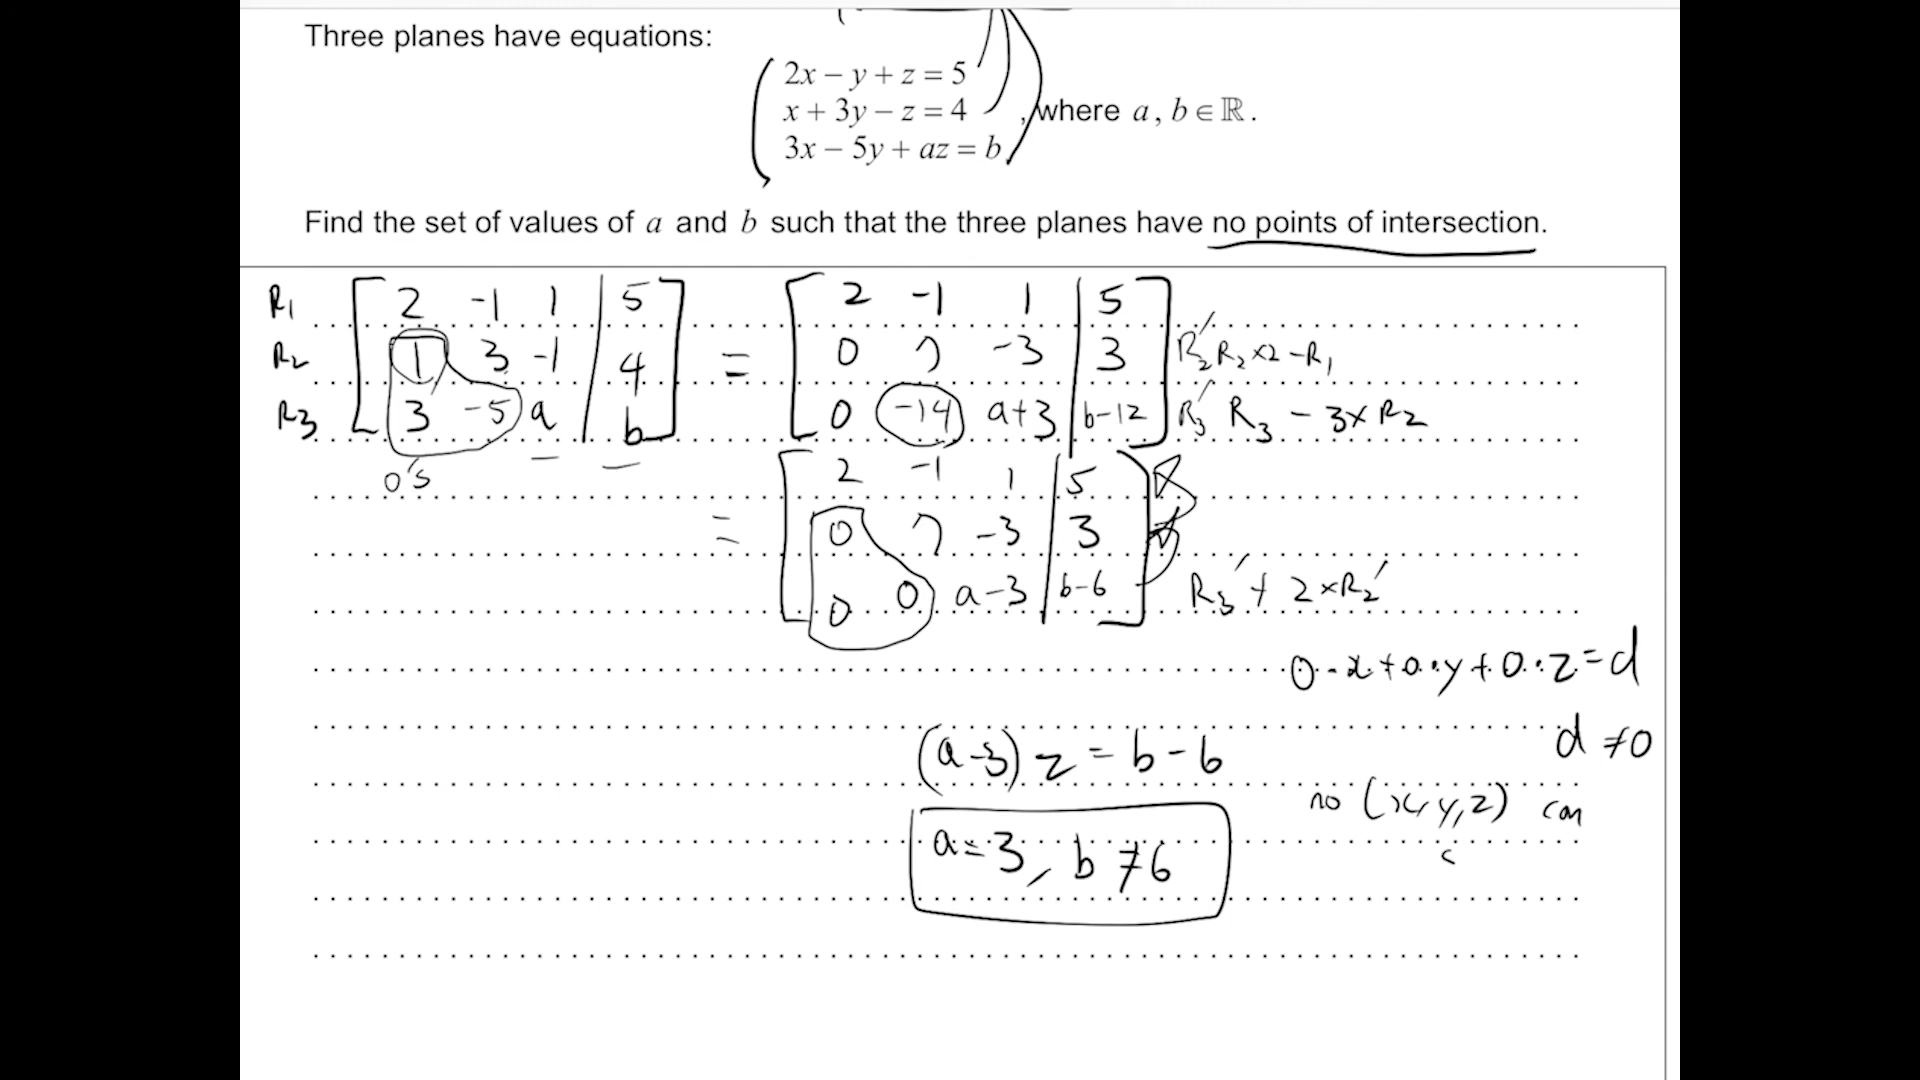 Three planes have equations:
2x − y + z = 5
x + 3y − z = 4
3x − 5y + az = b
, where a, b ∈ ℝ.
Find the set of values of a and b such that the three planes have no points of intersection.
R1 [ 2 -1 1 | 5 ]
R2 [ 1 3 -1 | 4 ]
R3 [ 3 -5 a | b ]
0's
= [ 2 -1 1 | 5 ]
[ 0 7 -3 | 3 ] R2' R2 ×2 - R1
[ 0 -14 a+3 | b-12 ] R3' R3 - 3×R2
= [ 2 -1 1 | 5 ]
[ 0 7 -3 | 3 ]
[ 0 0 a-3 | b-6 ] R3' + 2×R2'
0·x + 0·y + 0·z = d
d ≠ 0
(a-3) z = b - 6
no (x, y, z) can
a = 3, b ≠ 6